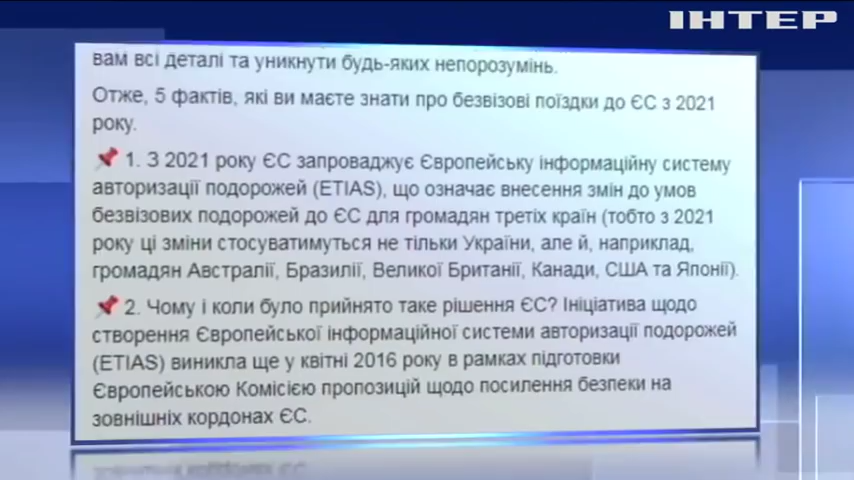 ІНТЕР
вам всі деталі та уникнути будь-яких непорозумінь.
Отже, 5 фактів, які ви маєте знати про безвізові поїздки до ЄС з 2021
року.
1. З 2021 року ЄС запроваджує Європейську інформаційну систему
авторизації подорожей (ETIAS), що означає внесення змін до умов
безвізових подорожей до ЄС для громадян третіх країн (тобто з 2021
року ці зміни стосуватимуться не тільки України, але й, наприклад,
громадян Австралії, Бразилії, Великої Британії, Канади, США та Японії).
2. Чому і коли було прийнято таке рішення ЄС? Ініціатива щодо
створення Європейської інформаційної системи авторизації подорожей
(ETIAS) виникла ще у квітні 2016 року в рамках підготовки
Європейською Комісією пропозицій щодо посилення безпеки на
зовнішніх кордонах ЄС.